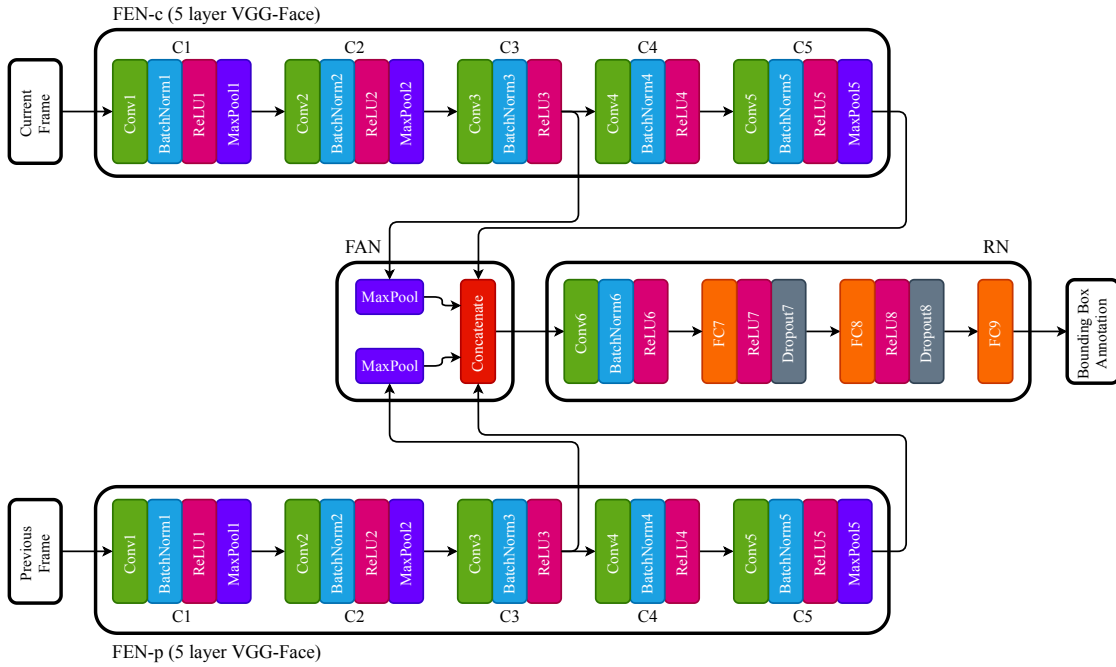 FEN-c (5 layer VGG-Face)
C1
C2
C3
C4
C5
Current
Frame
Conv1
BatchNorm1
ReLU1
MaxPool1
Conv2
BatchNorm2
ReLU2
MaxPool2
Conv3
BatchNorm3
ReLU3
Conv4
BatchNorm4
ReLU4
Conv5
BatchNorm5
ReLU5
MaxPool5
FAN
RN
MaxPool
MaxPool
Concatenate
Conv6
BatchNorm6
ReLU6
FC7
ReLU7
Dropout7
FC8
ReLU8
Dropout8
FC9
Bounding Box
Annotation
Previous
Frame
Conv1
BatchNorm1
ReLU1
MaxPool1
Conv2
BatchNorm2
ReLU2
MaxPool2
Conv3
BatchNorm3
ReLU3
Conv4
BatchNorm4
ReLU4
Conv5
BatchNorm5
ReLU5
MaxPool5
C1
C2
C3
C4
C5
FEN-p (5 layer VGG-Face)